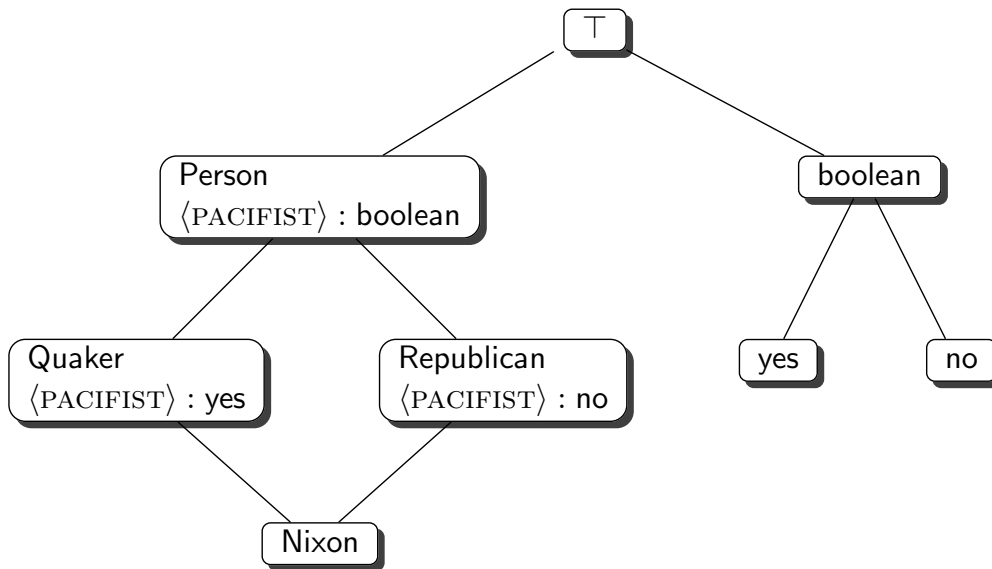 ⊤
Person
⟨PACIFIST⟩ : boolean
boolean
Quaker
⟨PACIFIST⟩ : yes
Republican
⟨PACIFIST⟩ : no
yes
no
Nixon